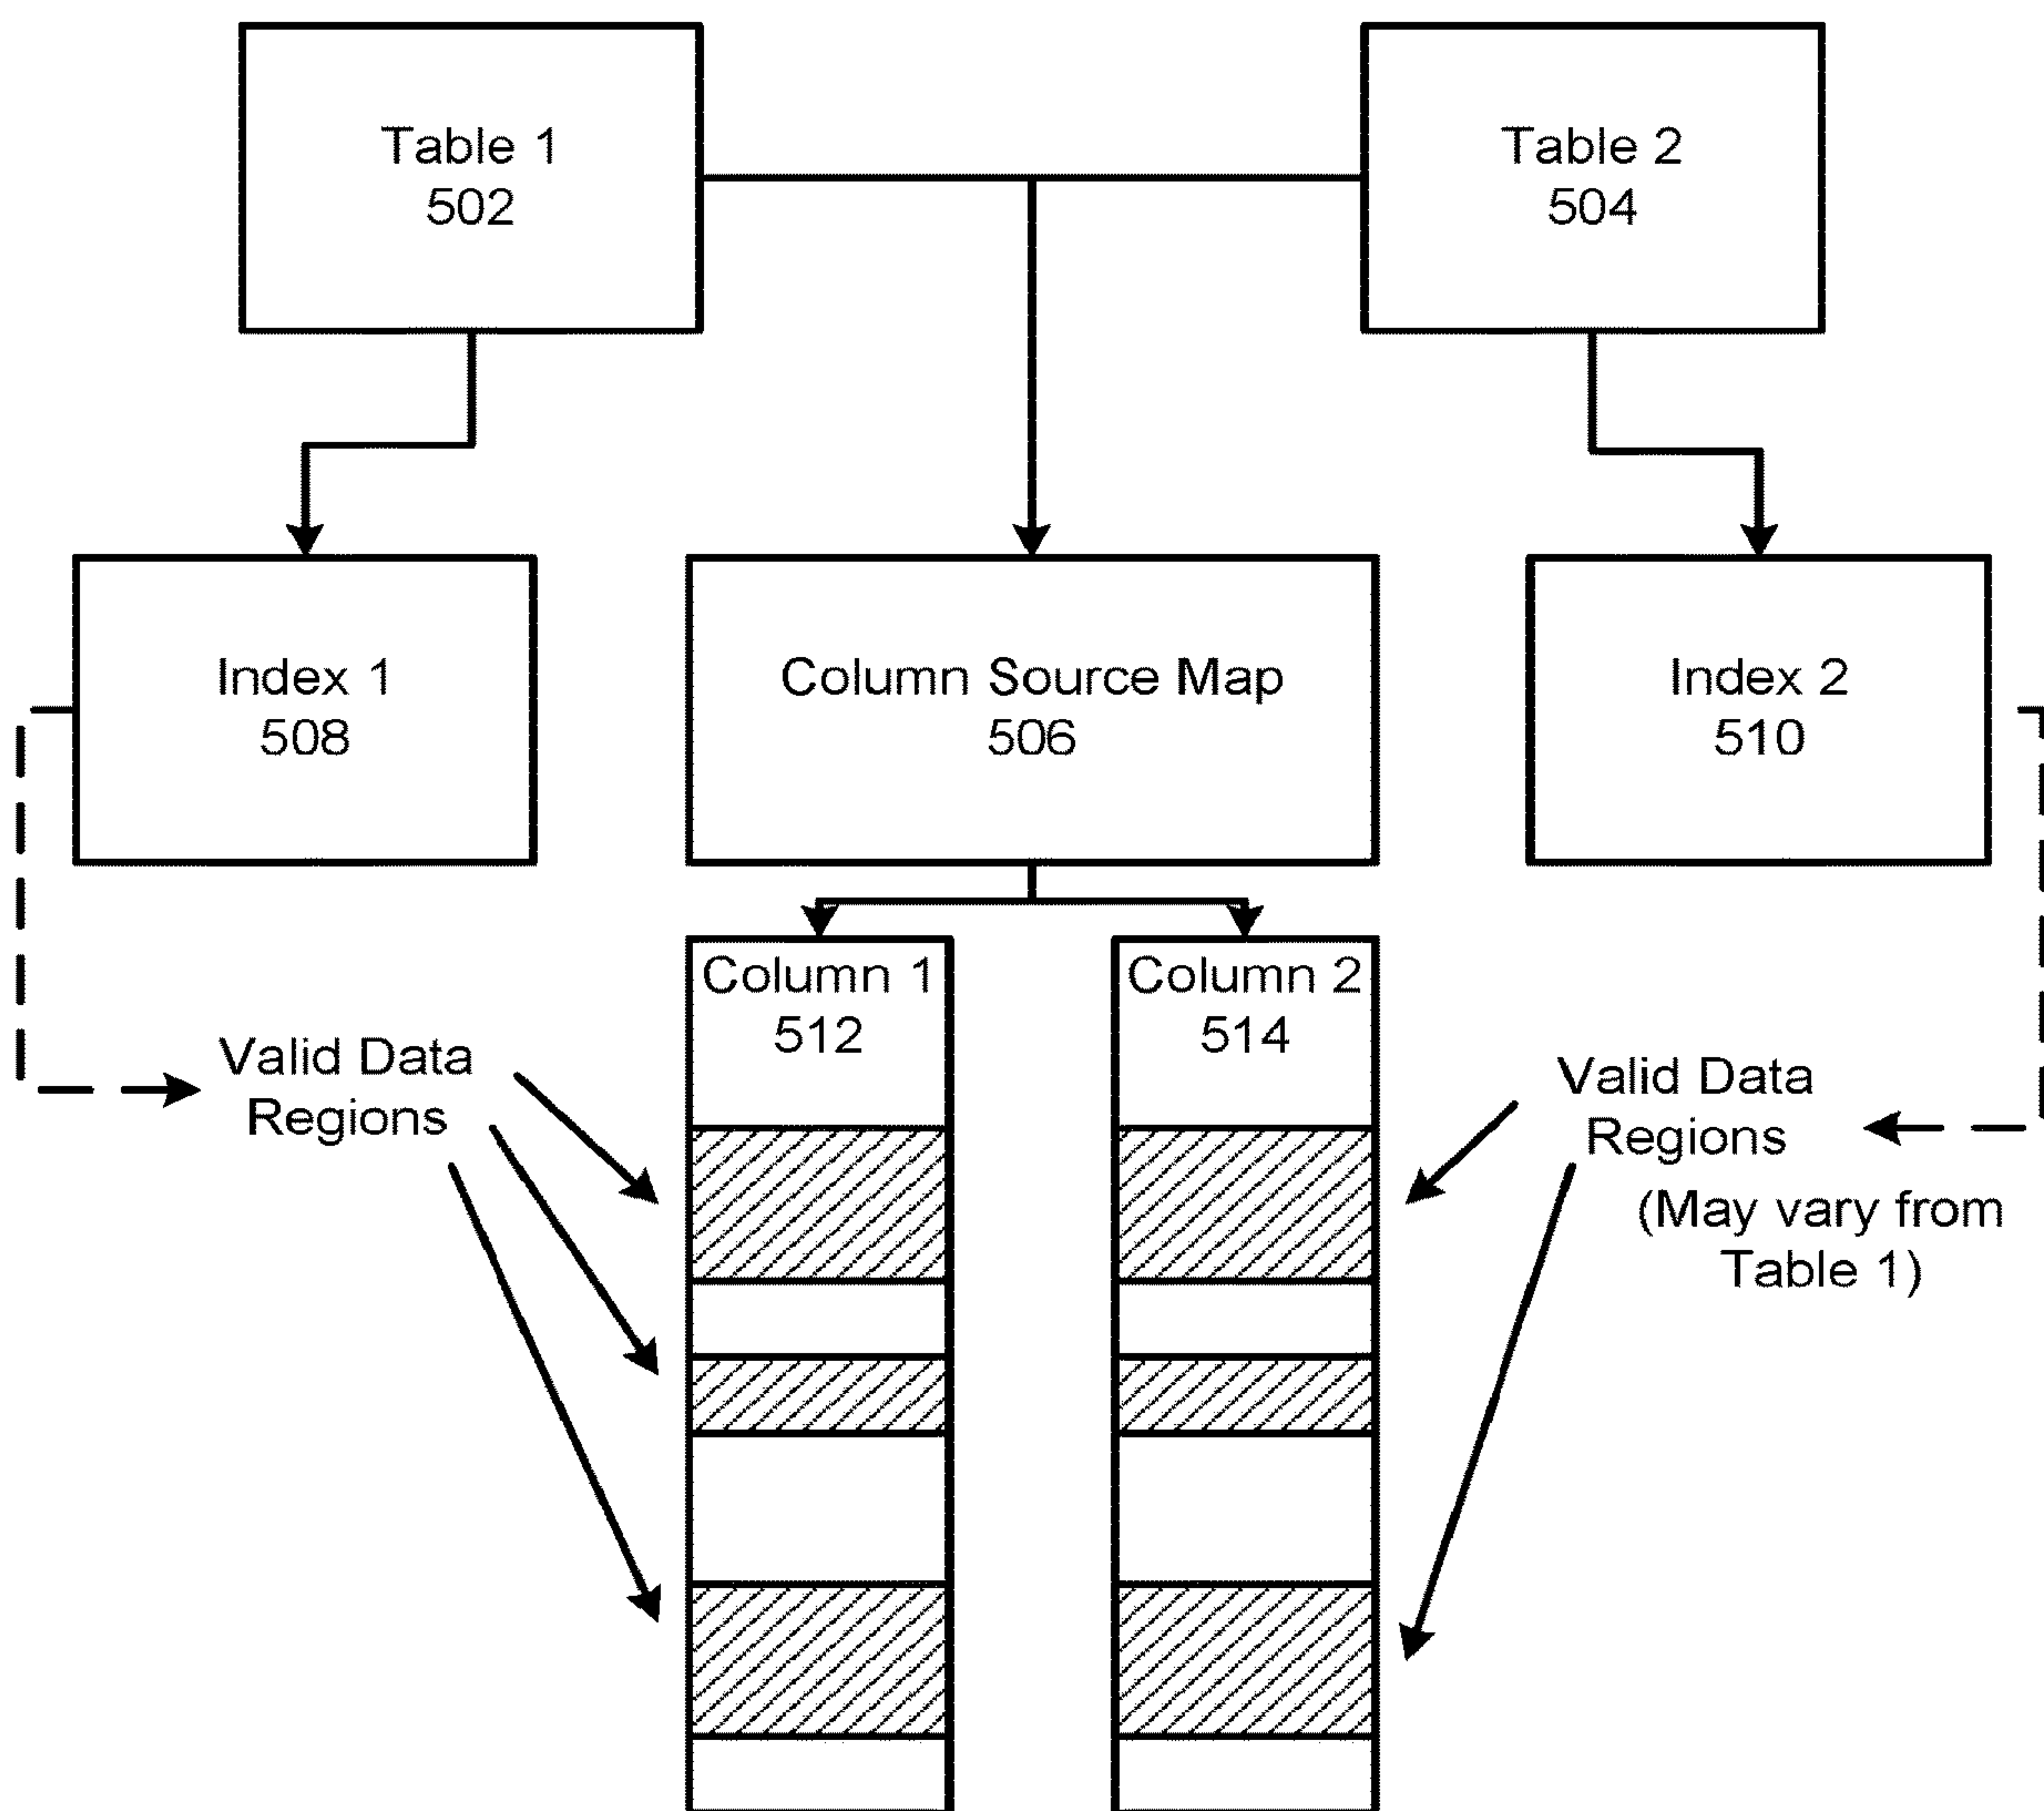 Table 1
502
Table 2
504
Index 1
508
Column Source Map
506
Index 2
510
Column 1
512
Column 2
514
Valid Data
Regions
Valid Data
Regions
(May vary from
Table 1)